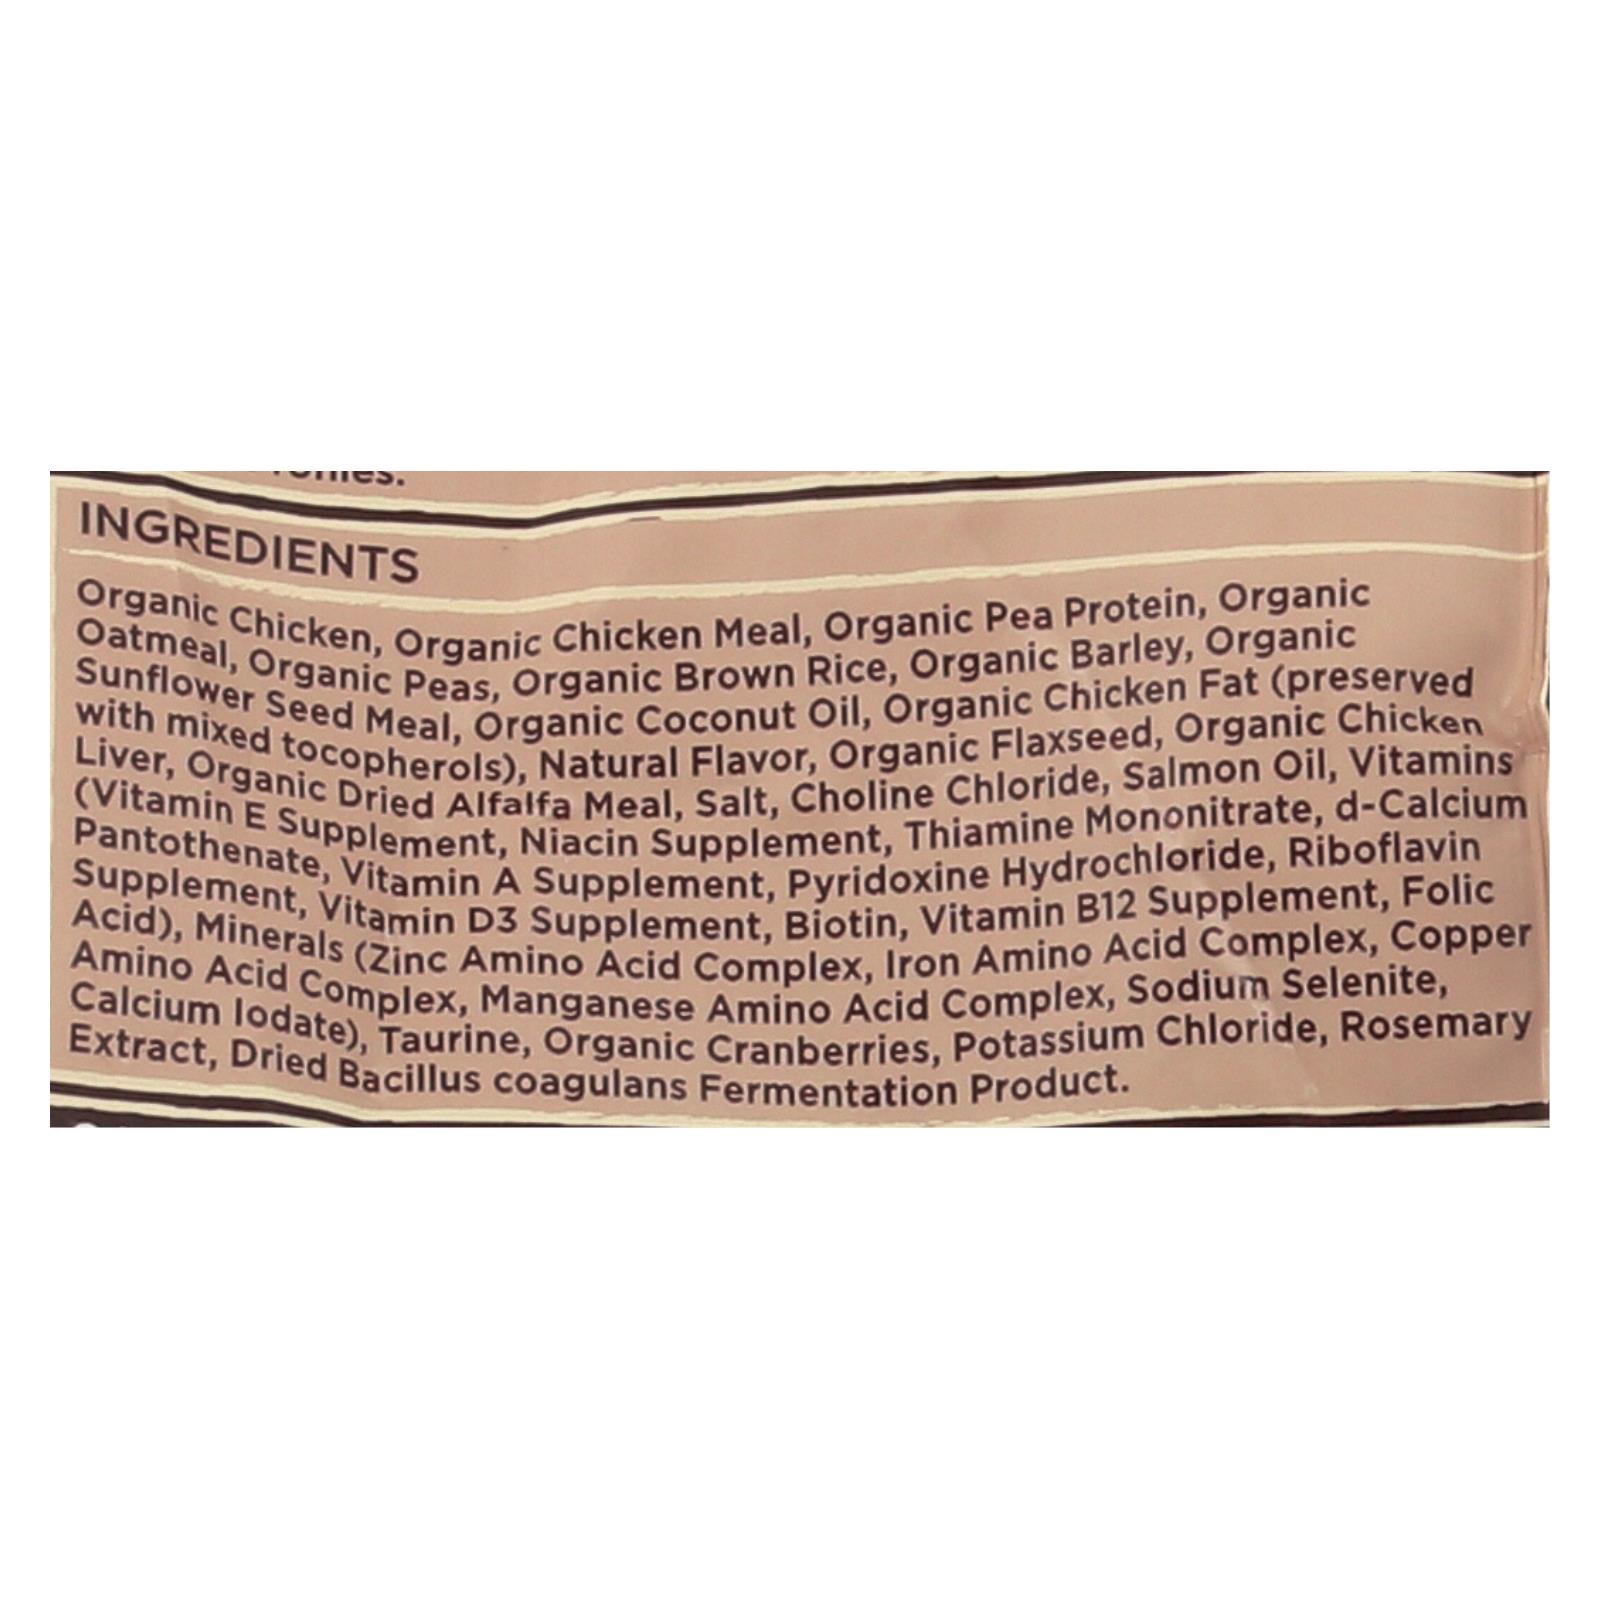 INGREDIENTS
Organic Chicken, Organic Chicken Meal, Organic Pea Protein, Organic
Oatmeal, Organic Peas, Organic Brown Rice, Organic Barley, Organic
Sunflower Seed Meal, Organic Coconut Oil, Organic Chicken Fat (preserved
with mixed tocopherols), Natural Flavor, Organic Flaxseed, Organic Chicken
Liver, Organic Dried Alfalfa Meal, Salt, Choline Chloride, Salmon Oil, Vitamins
(Vitamin E Supplement, Niacin Supplement, Thiamine Mononitrate, d-Calcium
Pantothenate, Vitamin A Supplement, Pyridoxine Hydrochloride, Riboflavin
Supplement, Vitamin D3 Supplement, Biotin, Vitamin B12 Supplement, Folic
Acid), Minerals (Zinc Amino Acid Complex, Iron Amino Acid Complex, Copper
Amino Acid Complex, Manganese Amino Acid Complex, Sodium Selenite,
Calcium Iodate), Taurine, Organic Cranberries, Potassium Chloride, Rosemary
Extract, Dried Bacillus coagulans Fermentation Product.